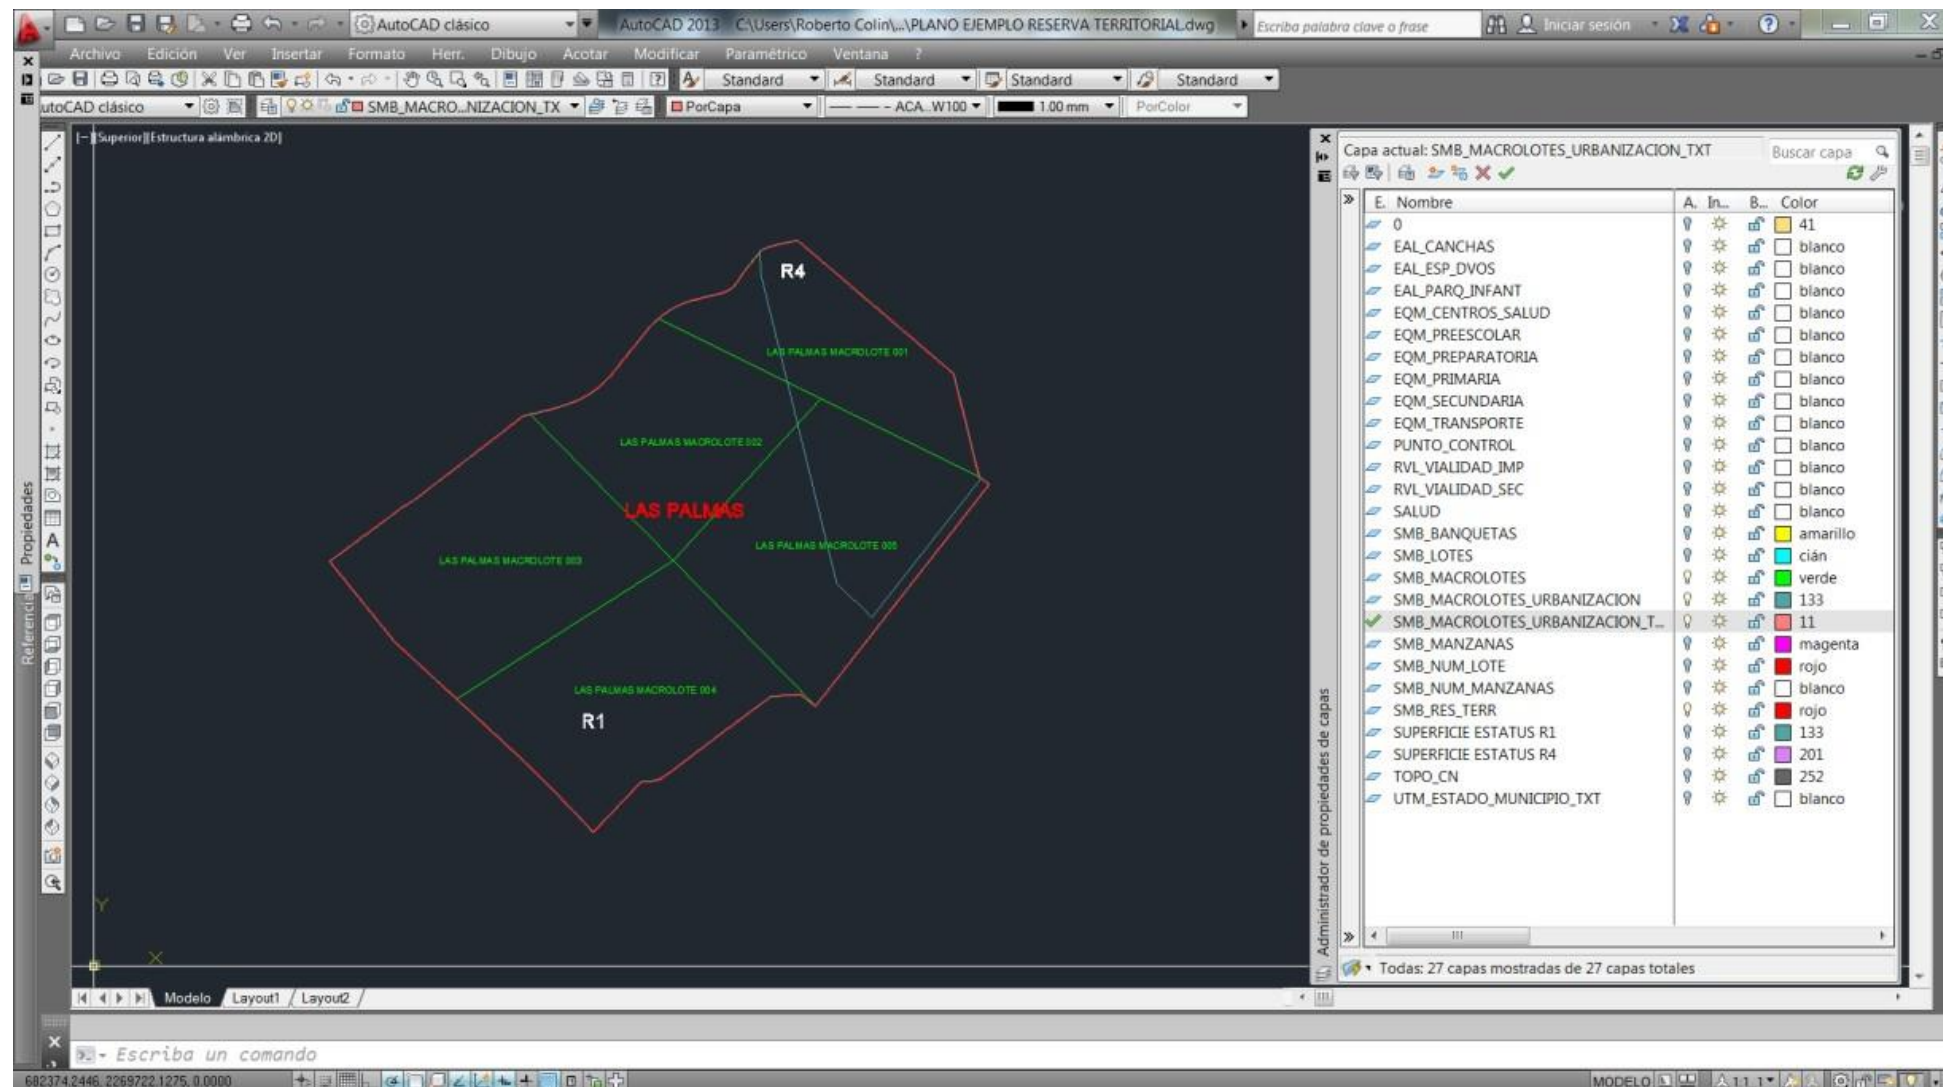 AutoCAD clásico
AutoCAD 2013 C:\Users\Roberto Colin\...\PLANO EJEMPLO RESERVA TERRITORIAL.dwg
Escriba palabra clave o frase
Iniciar sesión
Archivo Edición Ver Insertar Formato Herr. Dibujo Acotar Modificar Paramétrico Ventana ?
Standard Standard Standard Standard
utoCAD clásico SMB_MACRO...NIZACION_TX PorCapa ACA...W100 1.00 mm PorColor
[−][Superior][Estructura alámbrica 2D]
R4
LAS PALMAS MACROLOTE 001
LAS PALMAS MACROLOTE 002
LAS PALMAS
LAS PALMAS MACROLOTE 005
LAS PALMAS MACROLOTE 003
LAS PALMAS MACROLOTE 004
R1
Y
X
Propiedades
Referencia
Capa actual: SMB_MACROLOTES_URBANIZACION_TXT
Buscar capa
E. Nombre A. In... B... Color
0 41
EAL_CANCHAS blanco
EAL_ESP_DVOS blanco
EAL_PARQ_INFANT blanco
EQM_CENTROS_SALUD blanco
EQM_PREESCOLAR blanco
EQM_PREPARATORIA blanco
EQM_PRIMARIA blanco
EQM_SECUNDARIA blanco
EQM_TRANSPORTE blanco
PUNTO_CONTROL blanco
RVL_VIALIDAD_IMP blanco
RVL_VIALIDAD_SEC blanco
SALUD blanco
SMB_BANQUETAS amarillo
SMB_LOTES cián
SMB_MACROLOTES verde
SMB_MACROLOTES_URBANIZACION 133
SMB_MACROLOTES_URBANIZACION_T... 11
SMB_MANZANAS magenta
SMB_NUM_LOTE rojo
SMB_NUM_MANZANAS blanco
SMB_RES_TERR rojo
SUPERFICIE ESTATUS R1 133
SUPERFICIE ESTATUS R4 201
TOPO_CN 252
UTM_ESTADO_MUNICIPIO_TXT blanco
Administrador de propiedades de capas
Todas: 27 capas mostradas de 27 capas totales
Modelo Layout1 Layout2
Escriba un comando
682374.2446, 2269722.1275, 0.0000
MODELO
1:1